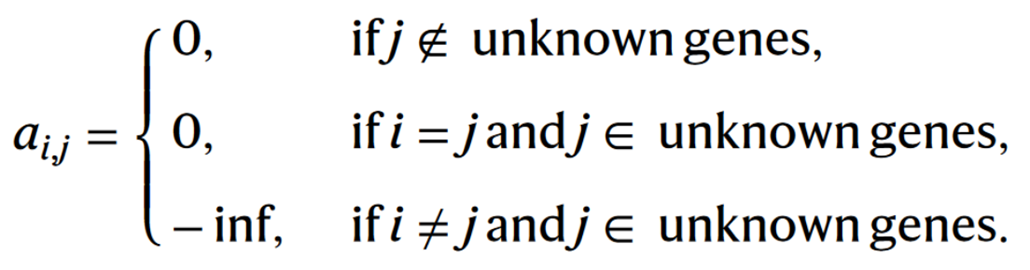 0, if j ∉ unknown genes,
a_{i,j} = { 0, if i = j and j ∈ unknown genes,
− inf, if i ≠ j and j ∈ unknown genes.